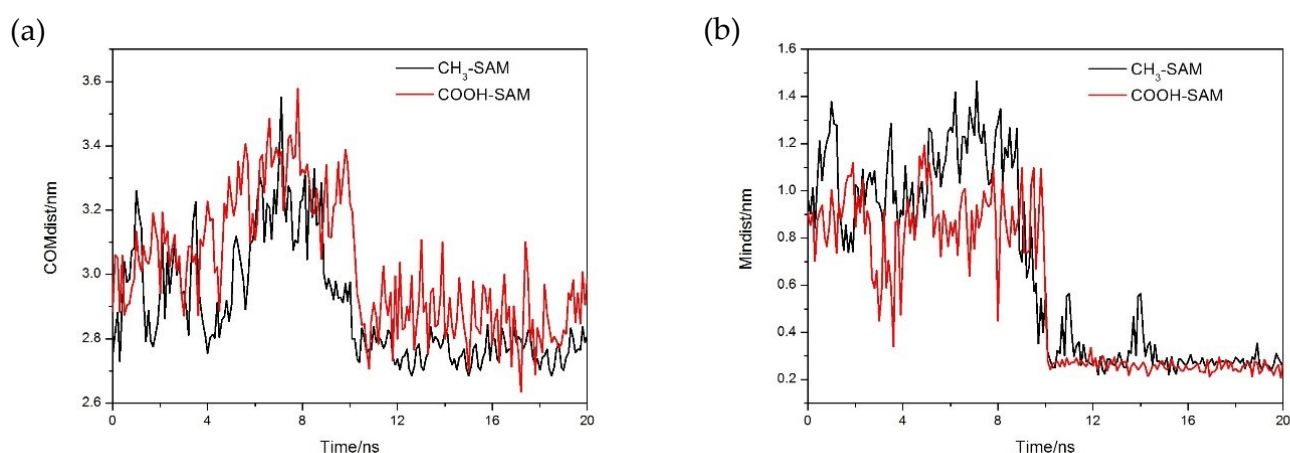 (a)
CH₃-SAM
COOH-SAM
COMdist/nm
3.6
3.4
3.2
3.0
2.8
2.6
0 4 8 12 16 20
Time/ns
(b)
CH₃-SAM
COOH-SAM
Mindist/nm
1.6
1.4
1.2
1.0
0.8
0.6
0.4
0.2
0 4 8 12 16 20
Time/ns